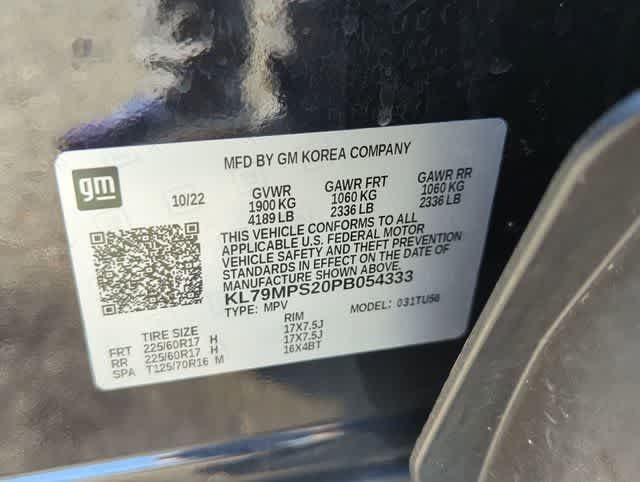 MFD BY GM KOREA COMPANY
gm
10/22
GVWR GAWR FRT GAWR RR
1900 KG 1060 KG 1060 KG
4189 LB 2336 LB 2336 LB
THIS VEHICLE CONFORMS TO ALL
APPLICABLE U.S. FEDERAL MOTOR
VEHICLE SAFETY AND THEFT PREVENTION
STANDARDS IN EFFECT ON THE DATE OF
MANUFACTURE SHOWN ABOVE.
KL79MPS20PB054333
TYPE: MPV MODEL: 031TU56
TIRE SIZE RIM
FRT 225/60R17 H 17X7.5J
RR 225/60R17 H 17X7.5J
SPA T125/70R16 M 16X4BT